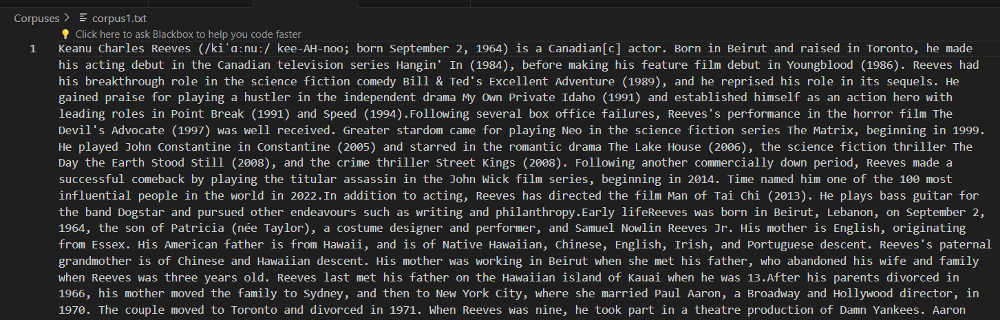 Corpuses > corpus1.txt
Click here to ask Blackbox to help you code faster
1 Keanu Charles Reeves (/kiˈɑːnuː/ kee-AH-noo; born September 2, 1964) is a Canadian[c] actor. Born in Beirut and raised in Toronto, he made
his acting debut in the Canadian television series Hangin' In (1984), before making his feature film debut in Youngblood (1986). Reeves had
his breakthrough role in the science fiction comedy Bill & Ted's Excellent Adventure (1989), and he reprised his role in its sequels. He
gained praise for playing a hustler in the independent drama My Own Private Idaho (1991) and established himself as an action hero with
leading roles in Point Break (1991) and Speed (1994).Following several box office failures, Reeves's performance in the horror film The
Devil's Advocate (1997) was well received. Greater stardom came for playing Neo in the science fiction series The Matrix, beginning in 1999.
He played John Constantine in Constantine (2005) and starred in the romantic drama The Lake House (2006), the science fiction thriller The
Day the Earth Stood Still (2008), and the crime thriller Street Kings (2008). Following another commercially down period, Reeves made a
successful comeback by playing the titular assassin in the John Wick film series, beginning in 2014. Time named him one of the 100 most
influential people in the world in 2022.In addition to acting, Reeves has directed the film Man of Tai Chi (2013). He plays bass guitar for
the band Dogstar and pursued other endeavours such as writing and philanthropy.Early lifeReeves was born in Beirut, Lebanon, on September 2,
1964, the son of Patricia (née Taylor), a costume designer and performer, and Samuel Nowlin Reeves Jr. His mother is English, originating
from Essex. His American father is from Hawaii, and is of Native Hawaiian, Chinese, English, Irish, and Portuguese descent. Reeves's paternal
grandmother is of Chinese and Hawaiian descent. His mother was working in Beirut when she met his father, who abandoned his wife and family
when Reeves was three years old. Reeves last met his father on the Hawaiian island of Kauai when he was 13.After his parents divorced in
1966, his mother moved the family to Sydney, and then to New York City, where she married Paul Aaron, a Broadway and Hollywood director, in
1970. The couple moved to Toronto and divorced in 1971. When Reeves was nine, he took part in a theatre production of Damn Yankees. Aaron